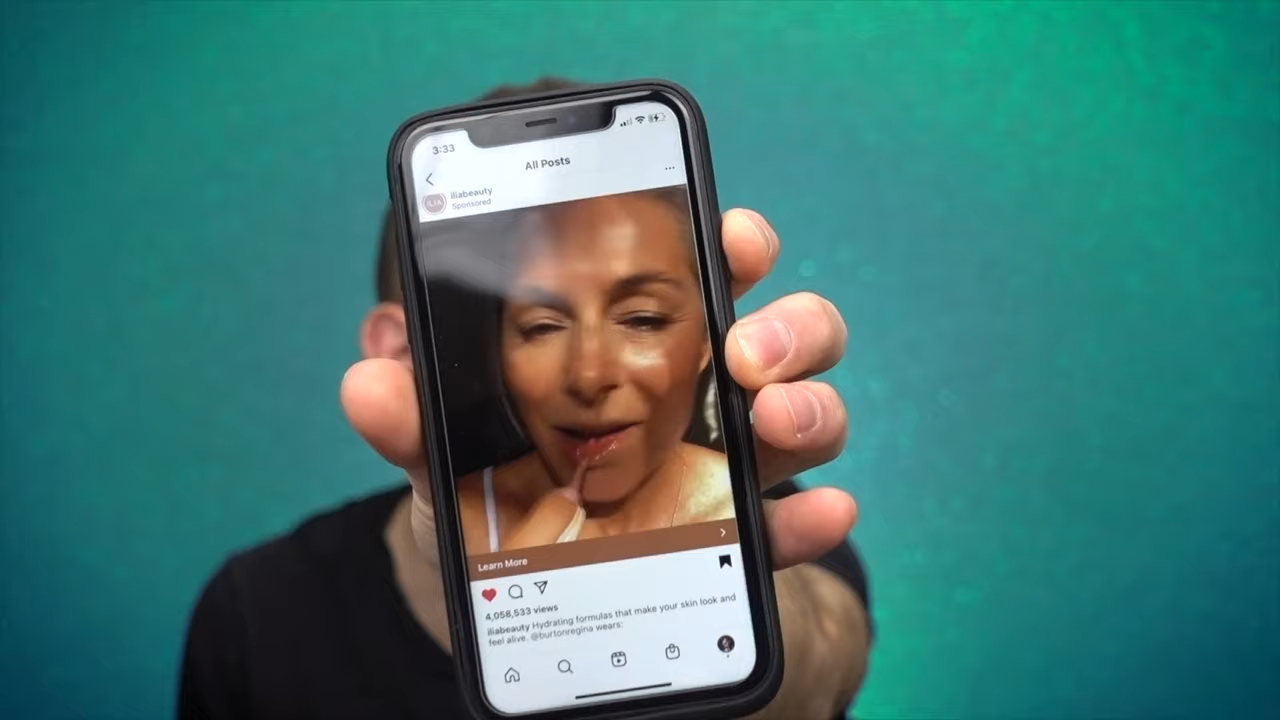 3:33
All Posts
ILIA
iliabeauty
Sponsored
Learn More
4,058,533 views
iliabeauty Hydrating formulas that make your skin look and
feel alive. @burtonregina wears: